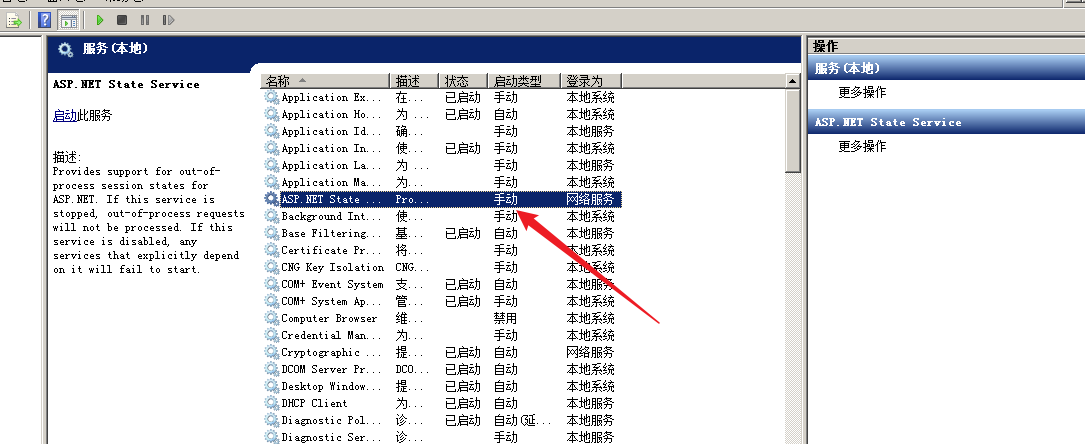 服务(本地)
ASP.NET State Service
启动此服务
描述:
Provides support for out-of-
process session states for
ASP.NET. If this service is
stopped, out-of-process requests
will not be processed. If this
service is disabled, any
services that explicitly depend
on it will fail to start.
名称 描述 状态 启动类型 登录为
Application Ex... 在... 已启动 手动 本地系统
Application Ho... 为 ... 已启动 自动 本地系统
Application Id... 确... 手动 本地服务
Application In... 使... 已启动 手动 本地系统
Application La... 为 ... 手动 本地服务
Application Ma... 为... 手动 本地系统
ASP.NET State ... Pro... 手动 网络服务
Background Int... 使... 手动 本地系统
Base Filtering... 基... 已启动 自动 本地服务
Certificate Pr... 将... 手动 本地系统
CNG Key Isolation CNG... 手动 本地系统
COM+ Event System 支... 已启动 自动 本地服务
COM+ System Ap... 管... 已启动 手动 本地系统
Computer Browser 维... 禁用 本地系统
Credential Man... 为... 手动 本地系统
Cryptographic ... 提... 已启动 自动 网络服务
DCOM Server Pr... DCO... 已启动 自动 本地系统
Desktop Window... 提... 已启动 自动 本地系统
DHCP Client 为... 已启动 自动 本地服务
Diagnostic Pol... 诊... 已启动 自动(延... 本地服务
Diagnostic Ser... 诊... 手动 本地服务
操作
服务(本地)
更多操作
ASP.NET State Service
更多操作